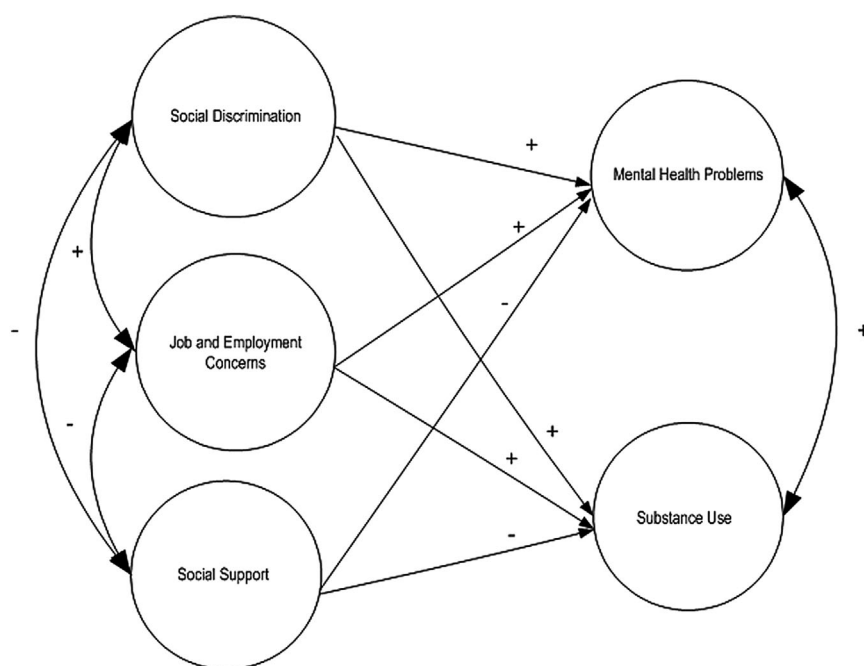 Social Discrimination
+
Mental Health Problems
+
+
-
Job and Employment
Concerns
-
+
-
+
+
Substance Use
-
Social Support